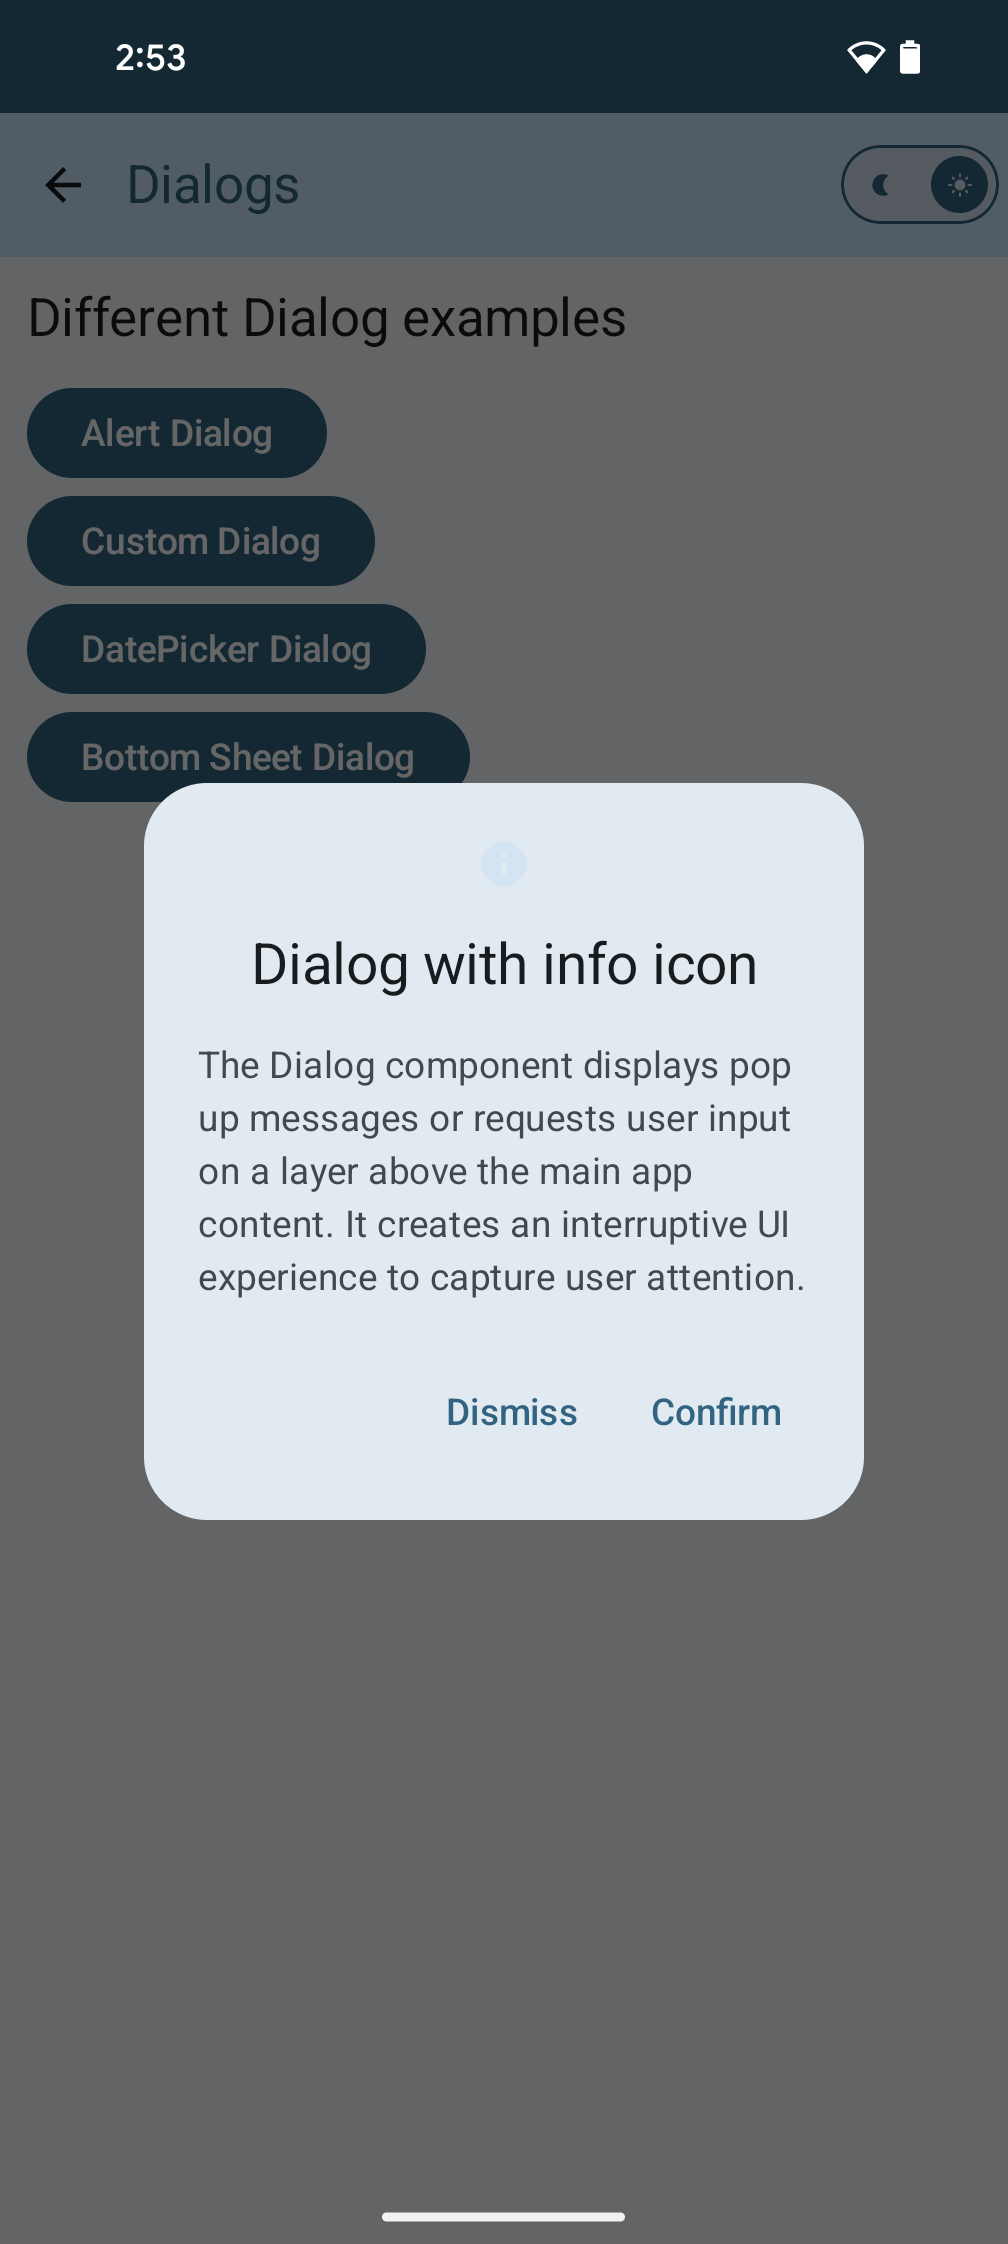 2:53
Dialogs
Different Dialog examples
Alert Dialog
Custom Dialog
DatePicker Dialog
Bottom Sheet Dialog
Dialog with info icon
The Dialog component displays pop
up messages or requests user input
on a layer above the main app
content. It creates an interruptive UI
experience to capture user attention.
Dismiss
Confirm